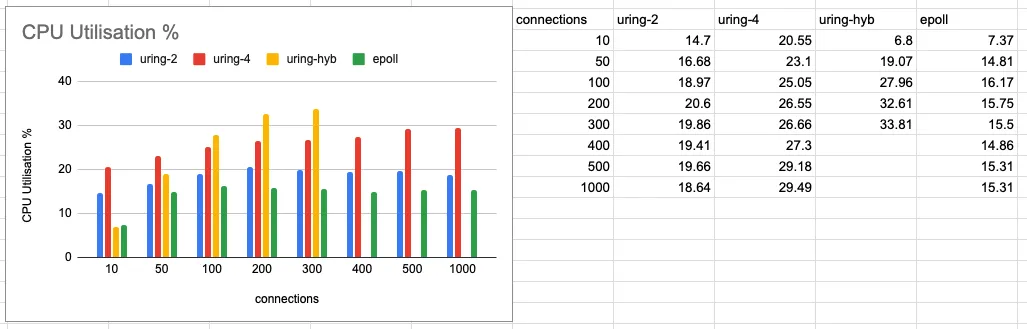 CPU Utilisation %
uring-2 uring-4 uring-hyb epoll
40
30
20
10
0
CPU Utilisation %
10 50 100 200 300 400 500 1000
connections
connections uring-2 uring-4 uring-hyb epoll
10 14.7 20.55 6.8 7.37
50 16.68 23.1 19.07 14.81
100 18.97 25.05 27.96 16.17
200 20.6 26.55 32.61 15.75
300 19.86 26.66 33.81 15.5
400 19.41 27.3 14.86
500 19.66 29.18 15.31
1000 18.64 29.49 15.31